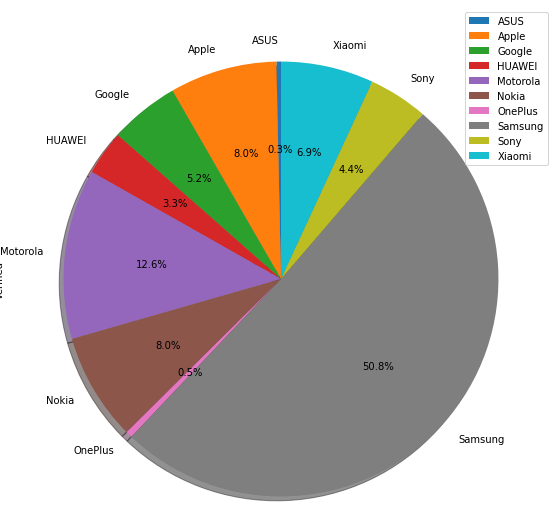 ASUS
Apple
Google
HUAWEI
Motorola
Nokia
OnePlus
Samsung
Sony
Xiaomi
ASUS
Apple
Google
HUAWEI
Motorola
Nokia
OnePlus
Samsung
Sony
Xiaomi
0.3%
8.0%
5.2%
3.3%
12.6%
8.0%
0.5%
50.8%
4.4%
6.9%